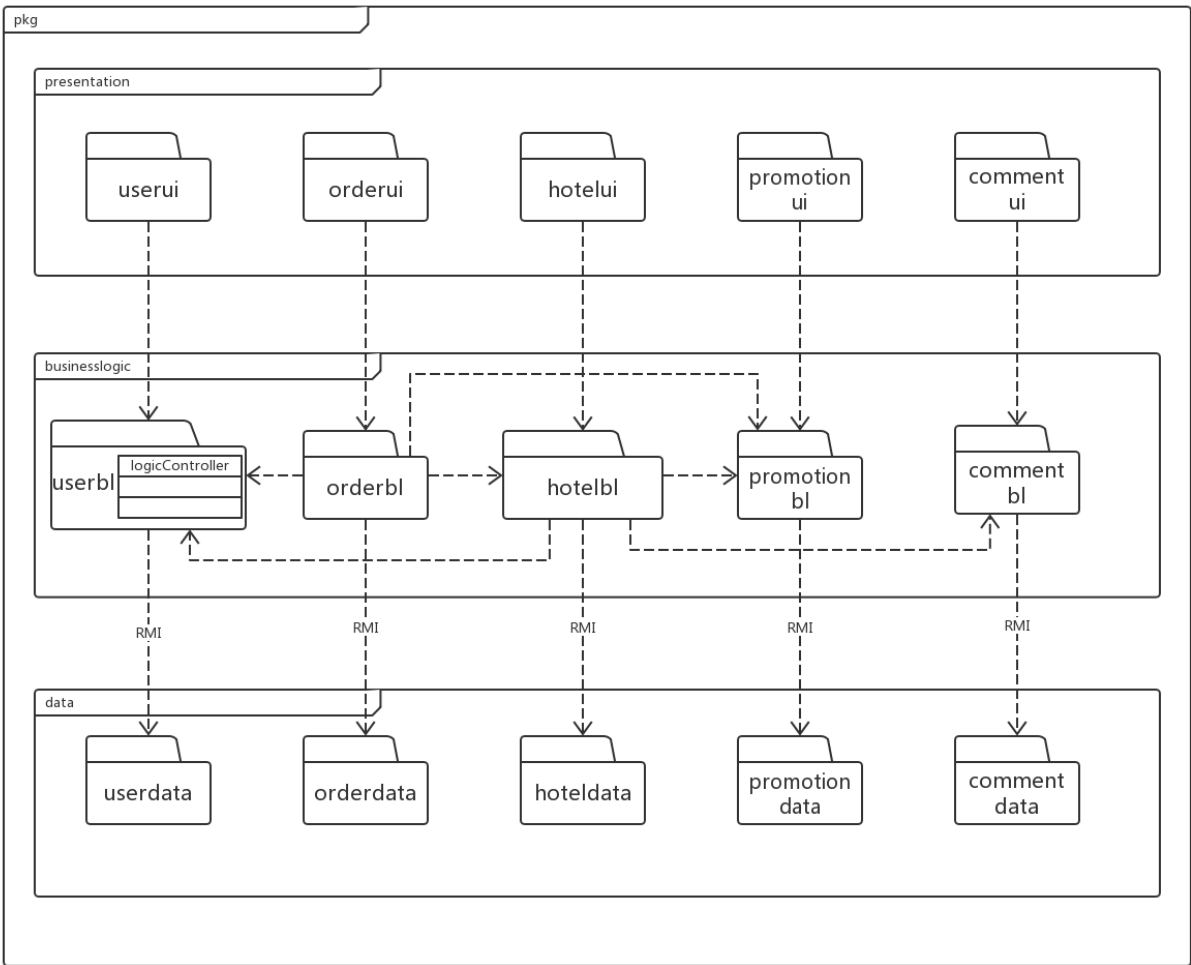 pkg
presentation
userui
orderui
hotelui
promotion
ui
comment
ui
businesslogic
userbl
logicController
orderbl
hotelbl
promotion
bl
comment
bl
RMI
RMI
RMI
RMI
RMI
data
userdata
orderdata
hoteldata
promotion
data
comment
data